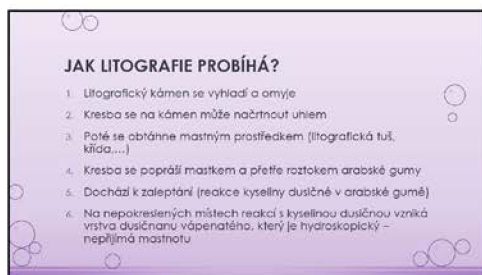 JAK LITOGRAFIE PROBÍHÁ?
1. Litografický kámen se vyhladí a omyje
2. Kresba se na kámen může načrtnout uhlem
3. Poté se obtáhne mastným prostředkem (litografická tuš,
křída,...)
4. Kresba se popráší mastkem a přetře roztokem arabské gumy
5. Dochází k zaleptání (reakce kyseliny dusičné v arabské gumě)
6. Na nepokreslených místech reakcí s kyselinou dusičnou vzniká
vrstva dusičnanu vápenatého, který je hydroskopický –
nepřijímá mastnotu